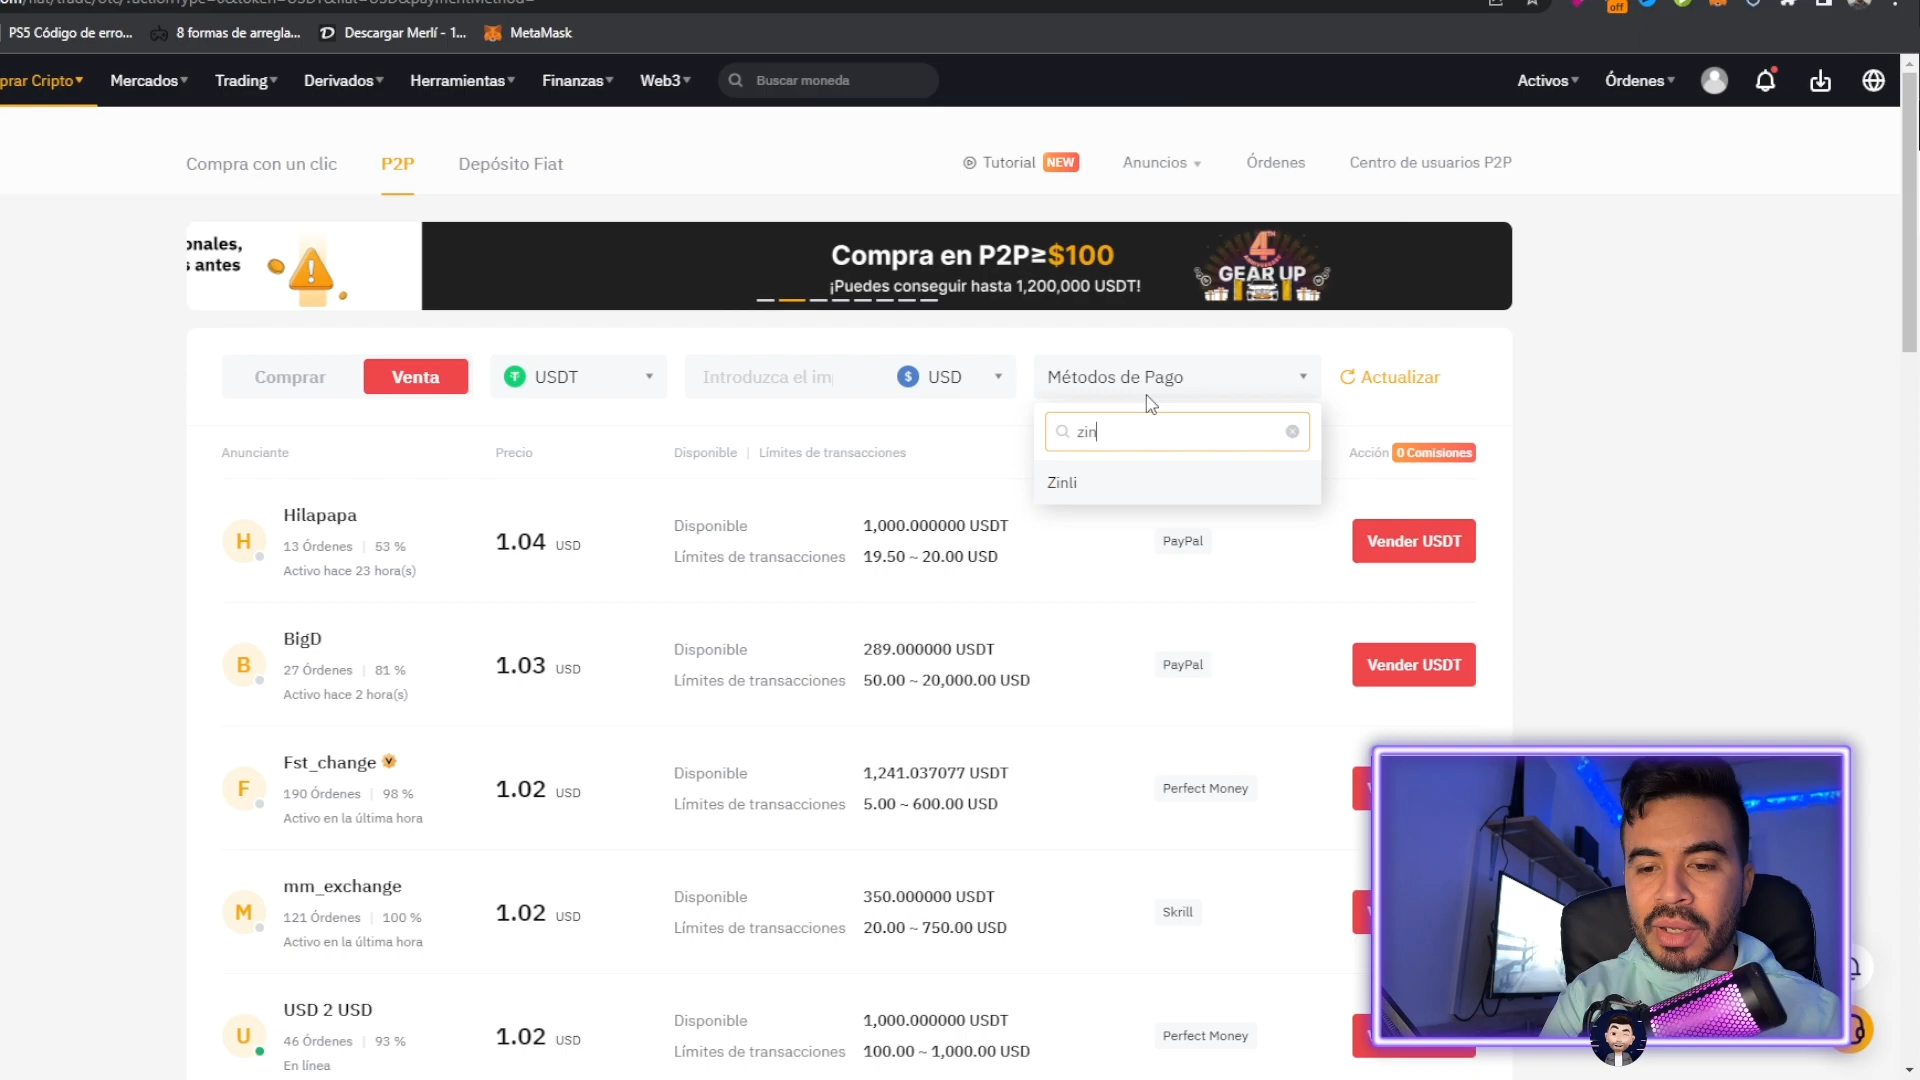 PS5 Código de erro...
8 formas de arregla...
Descargar Merlí - 1...
MetaMask
off
prar Cripto
Mercados
Trading
Derivados
Herramientas
Finanzas
Web3
Buscar moneda
Activos
Órdenes
Compra con un clic
P2P
Depósito Fiat
Tutorial NEW
Anuncios
Órdenes
Centro de usuarios P2P
onales,
s antes
Compra en P2P≥$100
¡Puedes conseguir hasta 1,200,000 USDT!
4th
ANNIVERSARY
GEAR UP
Comprar
Venta
USDT
Introduzca el im
USD
Métodos de Pago
Actualizar
zin
Zinli
Anunciante
Precio
Disponible | Límites de transacciones
Acción 0 Comisiones
H
Hilapapa
13 Órdenes | 53 %
Activo hace 23 hora(s)
1.04 USD
Disponible 1,000.000000 USDT
Límites de transacciones 19.50 ~ 20.00 USD
PayPal
Vender USDT
B
BigD
27 Órdenes | 81 %
Activo hace 2 hora(s)
1.03 USD
Disponible 289.000000 USDT
Límites de transacciones 50.00 ~ 20,000.00 USD
PayPal
Vender USDT
F
Fst_change
190 Órdenes | 98 %
Activo en la última hora
1.02 USD
Disponible 1,241.037077 USDT
Límites de transacciones 5.00 ~ 600.00 USD
Perfect Money
M
mm_exchange
121 Órdenes | 100 %
Activo en la última hora
1.02 USD
Disponible 350.000000 USDT
Límites de transacciones 20.00 ~ 750.00 USD
Skrill
U
USD 2 USD
46 Órdenes | 93 %
En línea
1.02 USD
Disponible 1,000.000000 USDT
Límites de transacciones 100.00 ~ 1,000.00 USD
Perfect Money